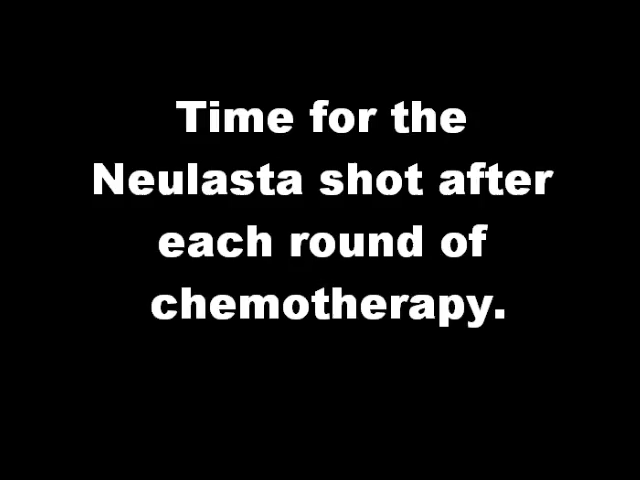 Time for the
Neulasta shot after
each round of
chemotherapy.